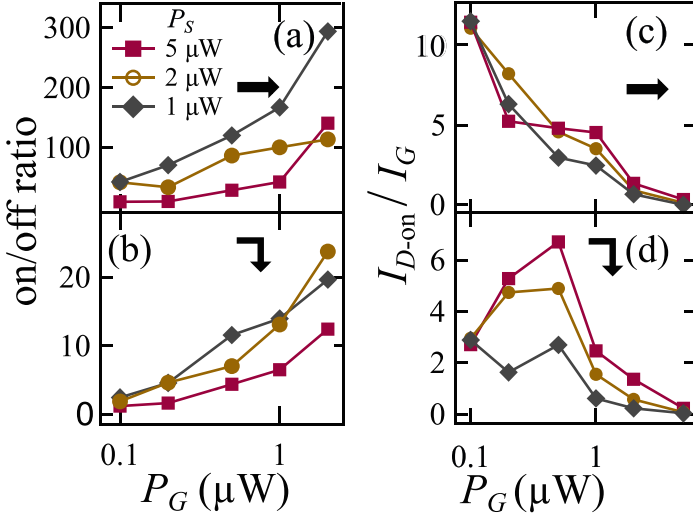 300
200
100
P_S
5 μW
2 μW
1 μW
(a)
on/off ratio
20
10
0
(b)
0.1
1
P_G (μW)
10
5
0
(c)
I_D-on / I_G
6
4
2
0
(d)
0.1
1
P_G (μW)